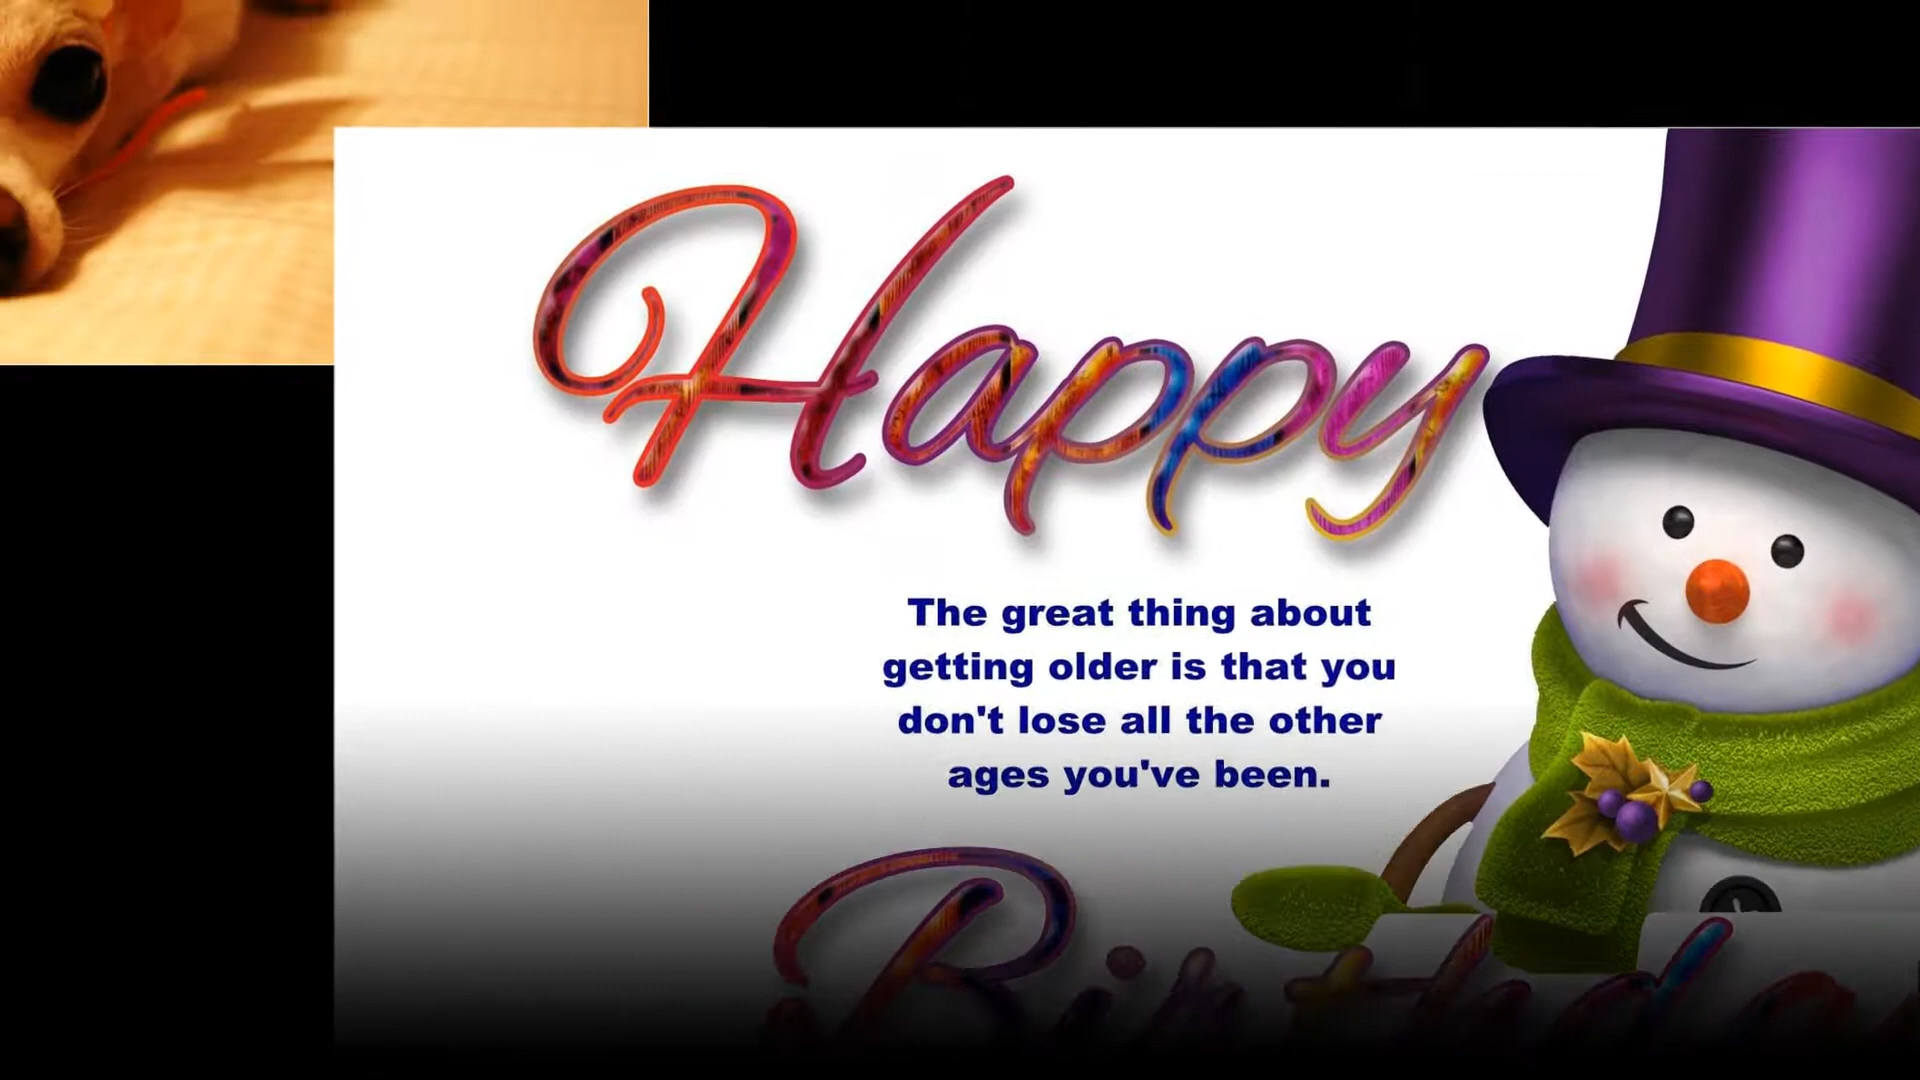 Happy
The great thing about
getting older is that you
don't lose all the other
ages you've been.
Birthda